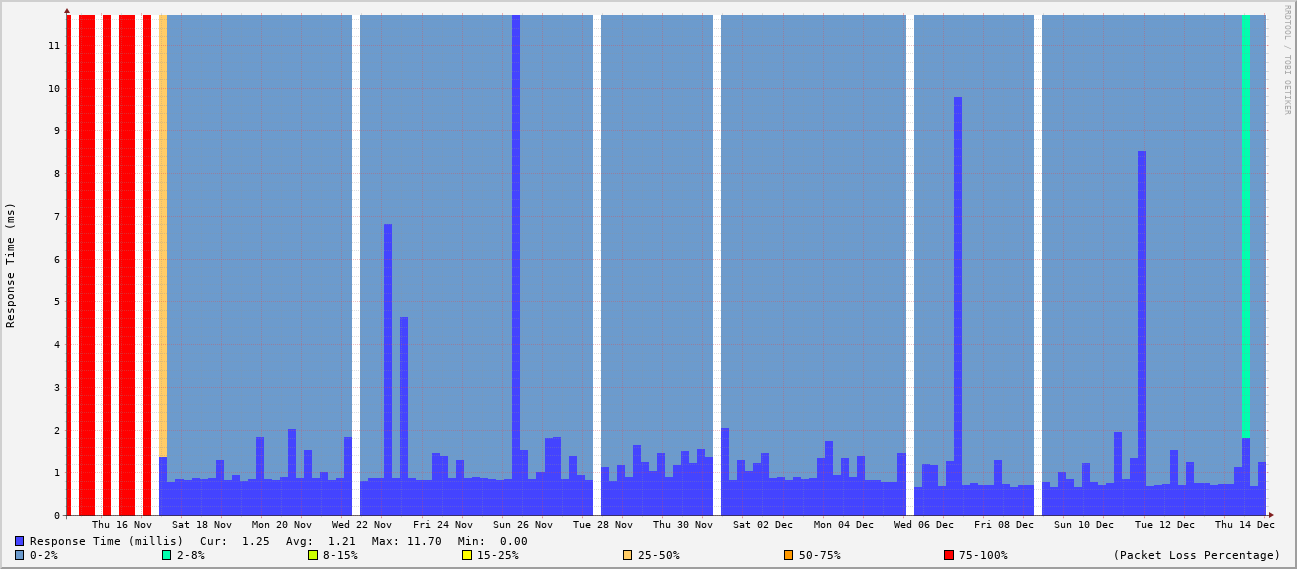 RRDTOOL / TOBI OETIKER
Response Time (ms)
11
10
9
8
7
6
5
4
3
2
1
0
Thu 16 Nov Sat 18 Nov Mon 20 Nov Wed 22 Nov Fri 24 Nov Sun 26 Nov Tue 28 Nov Thu 30 Nov Sat 02 Dec Mon 04 Dec Wed 06 Dec Fri 08 Dec Sun 10 Dec Tue 12 Dec Thu 14 Dec
Response Time (millis) Cur: 1.25 Avg: 1.21 Max: 11.70 Min: 0.00
0-2% 2-8% 8-15% 15-25% 25-50% 50-75% 75-100% (Packet Loss Percentage)